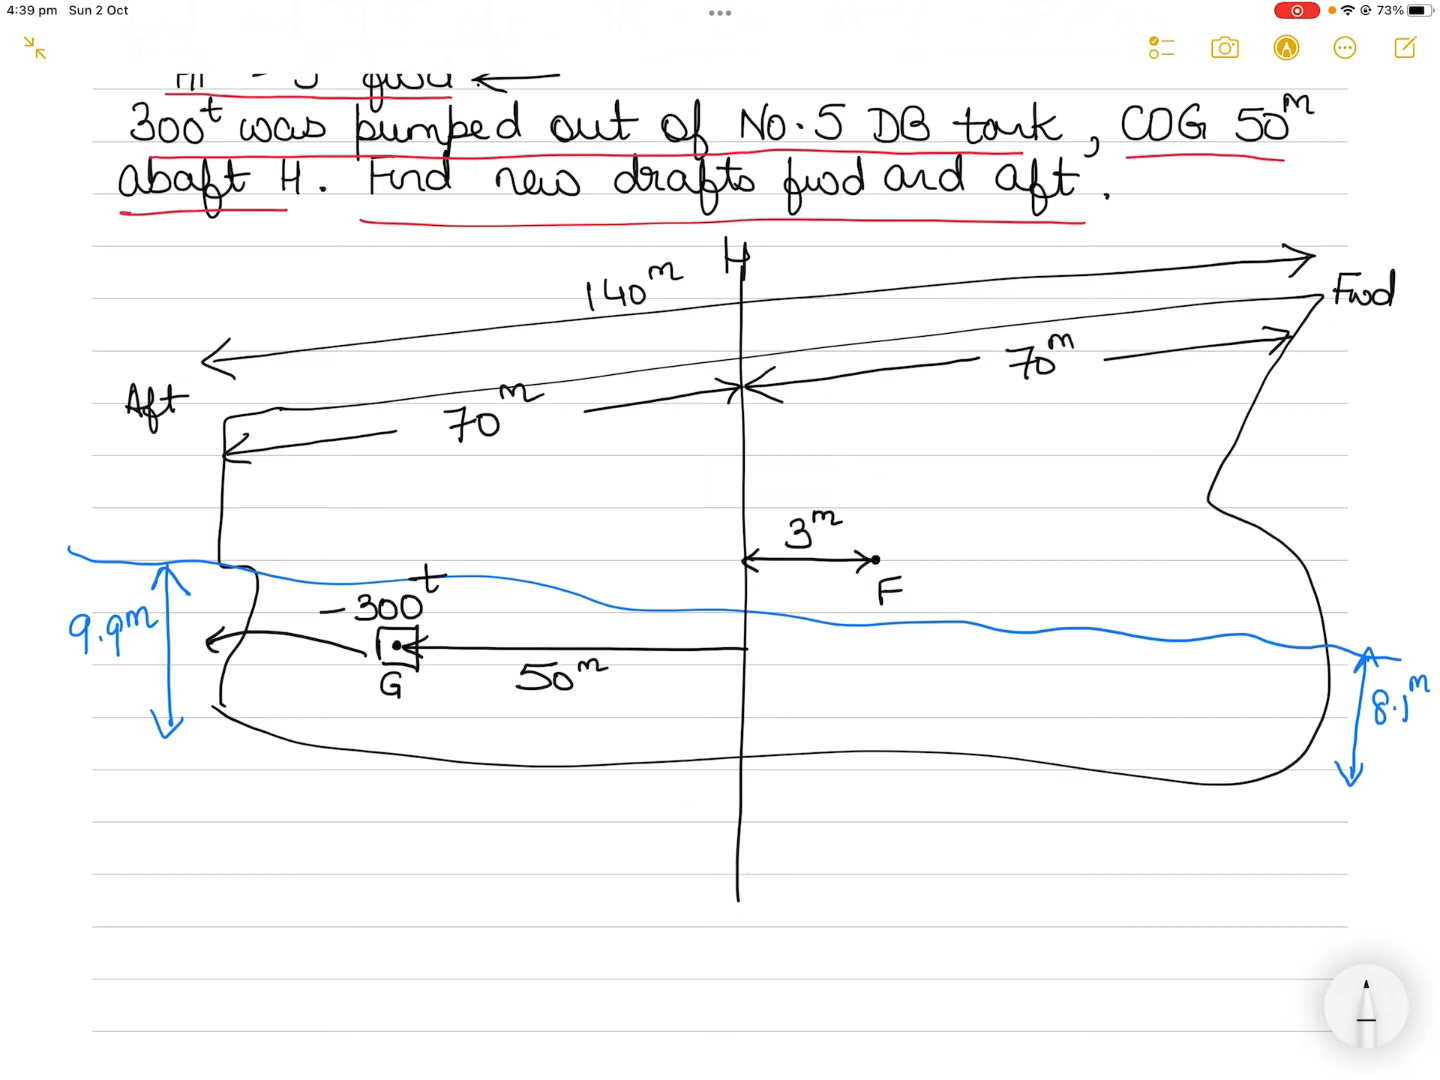 4:39 pm Sun 2 Oct
73%
300t was pumped out of No.5 DB tank, COG 50m
abaft H. Find new drafts fwd and aft.
H
140m
Fwd
70m
Aft
70m
3m
F
-300t
9.9m
G
50m
8.1m